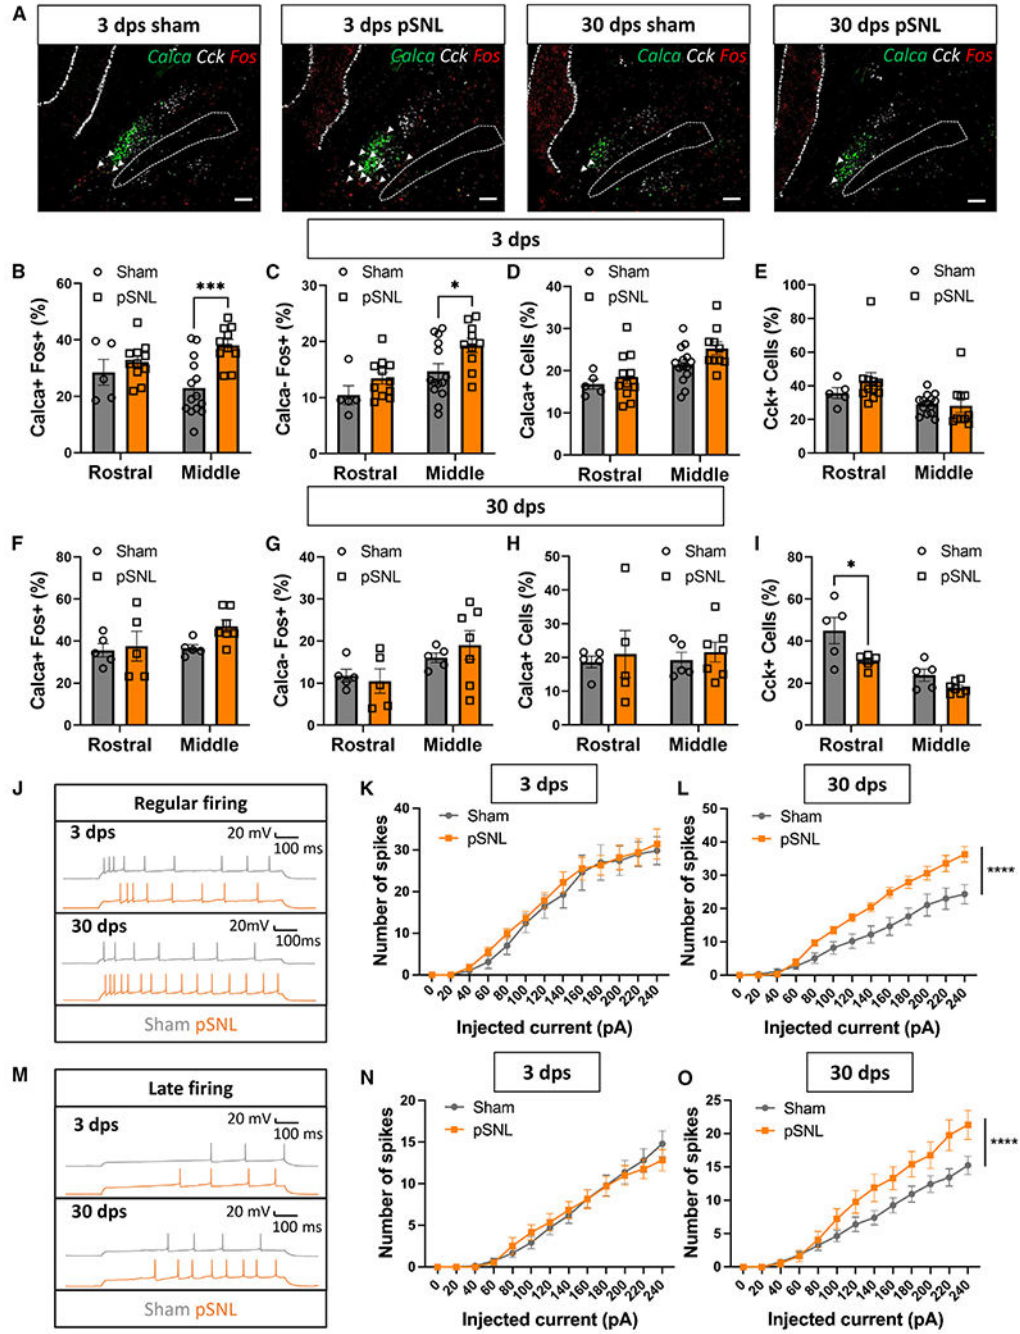 A
3 dps sham
3 dps pSNL
30 dps sham
30 dps pSNL
Calca Cck Fos
Calca Cck Fos
Calca Cck Fos
Calca Cck Fos
3 dps
B
Sham
pSNL
***
Calca+ Fos+ (%)
60
40
20
0
Rostral
Middle
C
Sham
pSNL
*
Calca- Fos+ (%)
30
20
10
0
Rostral
Middle
D
Sham
pSNL
Calca+ Cells (%)
40
30
20
10
0
Rostral
Middle
E
Sham
pSNL
Cck+ Cells (%)
100
80
60
40
20
0
Rostral
Middle
30 dps
F
Sham
pSNL
Calca+ Fos+ (%)
80
60
40
20
0
Rostral
Middle
G
Sham
pSNL
Calca- Fos+ (%)
40
30
20
10
0
Rostral
Middle
H
Sham
pSNL
Calca+ Cells (%)
50
40
30
20
10
0
Rostral
Middle
I
Sham
pSNL
*
Cck+ Cells (%)
80
60
40
20
0
Rostral
Middle
J
Regular firing
3 dps
20 mV
100 ms
30 dps
20mV
100ms
Sham pSNL
K
3 dps
Sham
pSNL
Number of spikes
40
30
20
10
0
0 20 40 60 80 100 120 140 160 180 200 220 240
Injected current (pA)
L
30 dps
Sham
pSNL
****
Number of spikes
50
40
30
20
10
0
0 20 40 60 80 100 120 140 160 180 200 220 240
Injected current (pA)
M
Late firing
3 dps
20 mV
100 ms
30 dps
20 mV
100 ms
Sham pSNL
N
3 dps
Sham
pSNL
Number of spikes
20
15
10
5
0
0 20 40 60 80 100 120 140 160 180 200 220 240
Injected current (pA)
O
30 dps
Sham
pSNL
****
Number of spikes
25
20
15
10
5
0
0 20 40 60 80 100 120 140 160 180 200 220 240
Injected current (pA)